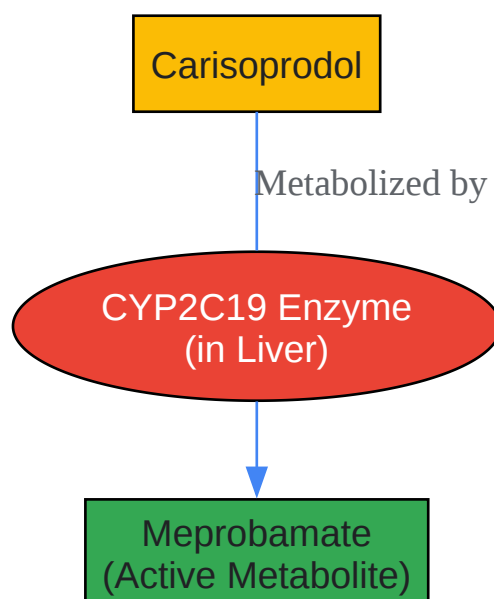 Carisoprodol
Metabolized by
CYP2C19 Enzyme
(in Liver)
Meprobamate
(Active Metabolite)